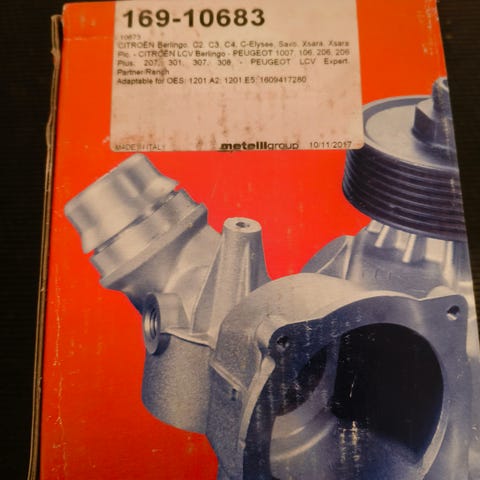 169-10683
10673
CITROËN Berlingo, C2, C3, C4, C-Elysee, Saxo, Xsara, Xsara
Pic. - CITROËN LCV Berlingo - PEUGEOT 1007, 106, 206, 206
Plus, 207, 301, 307, 308, - PEUGEOT LCV Expert,
Partner/Ranch
Adaptable for OES: 1201.A2; 1201.E5; 1609417280
MADE IN ITALY metelligroup 10/11/2017